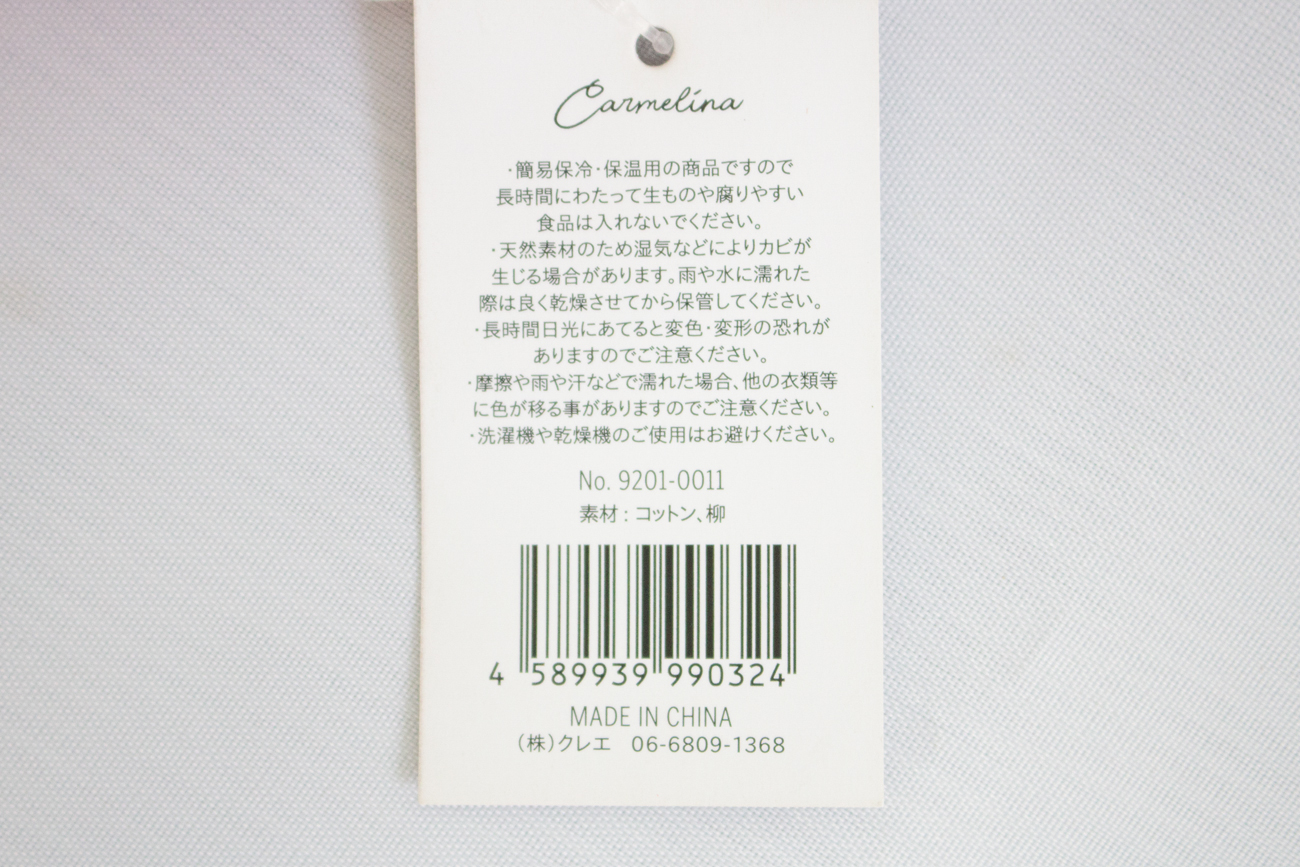 Carmelina
・簡易保冷・保温用の商品ですので
長時間にわたって生ものや腐りやすい
食品は入れないでください。
・天然素材のため湿気などによりカビが
生じる場合があります。雨や水に濡れた
際は良く乾燥させてから保管してください。
・長時間日光にあてると変色・変形の恐れが
ありますのでご注意ください。
・摩擦や雨や汗などで濡れた場合、他の衣類等
に色が移る事がありますのでご注意ください。
・洗濯機や乾燥機のご使用はお避けください。
No. 9201-0011
素材 : コットン、柳
4 589939 990324
MADE IN CHINA
（株）クレエ 06-6809-1368